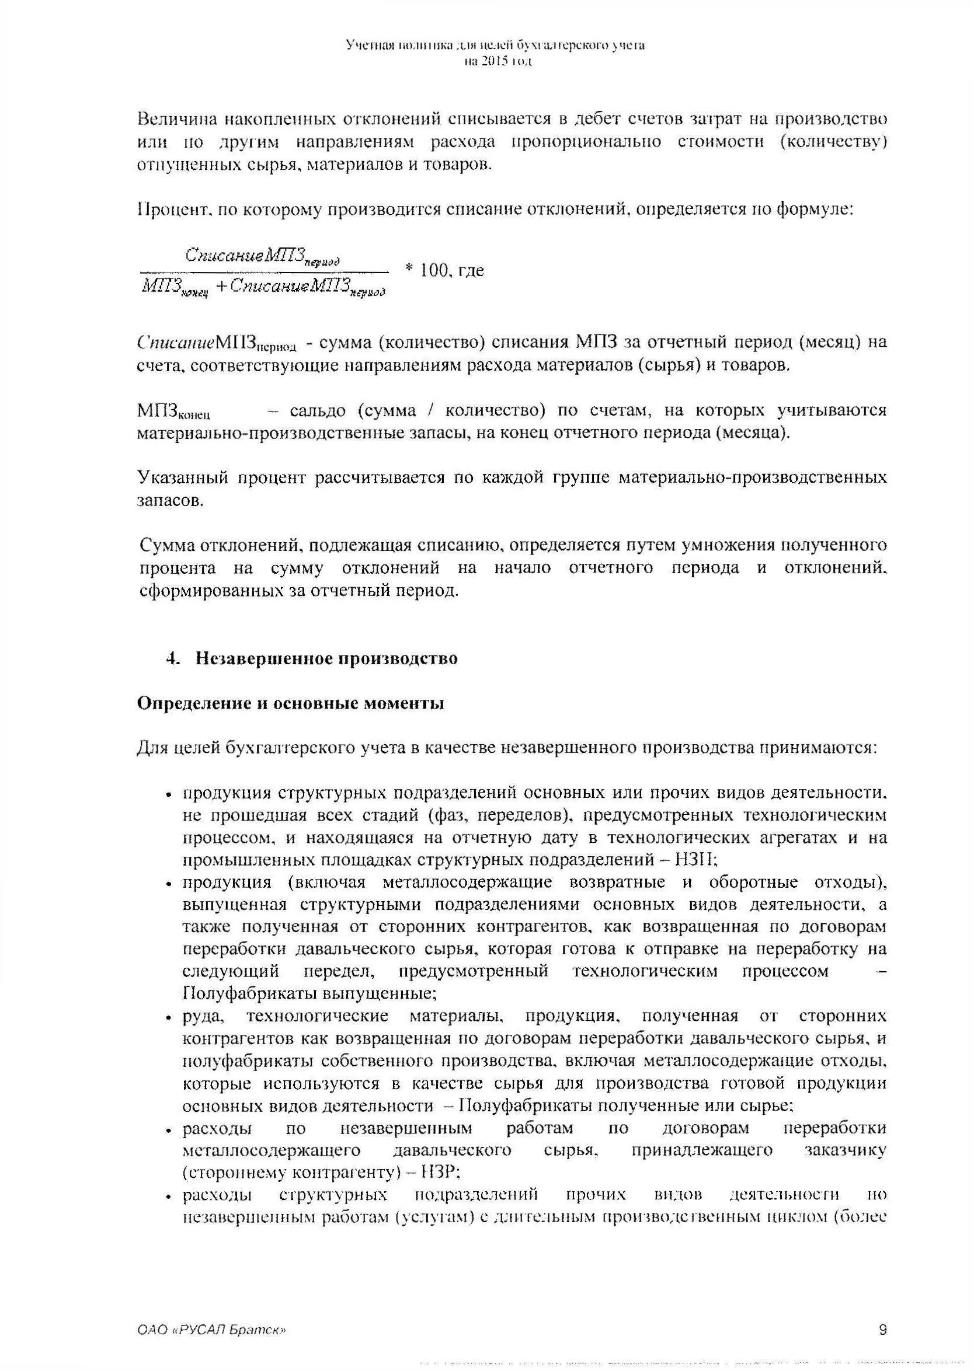 Учетная политика для целей бухгалтерского учета
на 2015 год
Величина накопленных отклонений списывается в дебет счетов затрат на производство
или по другим направлениям расхода пропорционально стоимости (количеству)
отпущенных сырья, материалов и товаров.
Процент, по которому производится списание отклонений, определяется по формуле:
СписаниеМПЗпериод
МПЗконец + СписаниеМПЗпериод
* 100, где
СписаниеМПЗпериод - сумма (количество) списания МПЗ за отчетный период (месяц) на
счета, соответствующие направлениям расхода материалов (сырья) и товаров.
МПЗконец – сальдо (сумма / количество) по счетам, на которых учитываются
материально-производственные запасы, на конец отчетного периода (месяца).
Указанный процент рассчитывается по каждой группе материально-производственных
запасов.
Сумма отклонений, подлежащая списанию, определяется путем умножения полученного
процента на сумму отклонений на начало отчетного периода и отклонений,
сформированных за отчетный период.
4. Незавершенное производство
Определение и основные моменты
Для целей бухгалтерского учета в качестве незавершенного производства принимаются:
• продукция структурных подразделений основных или прочих видов деятельности,
не прошедшая всех стадий (фаз, переделов), предусмотренных технологическим
процессом, и находящаяся на отчетную дату в технологических агрегатах и на
промышленных площадках структурных подразделений – НЗП;
• продукция (включая металлосодержащие возвратные и оборотные отходы),
выпущенная структурными подразделениями основных видов деятельности, а
также полученная от сторонних контрагентов, как возвращенная по договорам
переработки давальческого сырья, которая готова к отправке на переработку на
следующий передел, предусмотренный технологическим процессом –
Полуфабрикаты выпущенные;
• руда, технологические материалы, продукция, полученная от сторонних
контрагентов как возвращенная по договорам переработки давальческого сырья, и
полуфабрикаты собственного производства, включая металлосодержащие отходы,
которые используются в качестве сырья для производства готовой продукции
основных видов деятельности – Полуфабрикаты полученные или сырье;
• расходы по незавершенным работам по договорам переработки
металлосодержащего давальческого сырья, принадлежащего заказчику
(стороннему контрагенту) – НЗР;
• расходы структурных подразделений прочих видов деятельности по
незавершенным работам (услугам) с длительным производственным циклом (более
ОАО «РУСАЛ Братск»
9